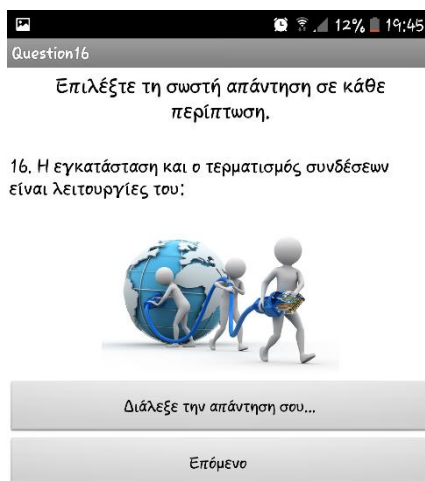 12% 19:45
Question16
Επιλέξτε τη σωστή απάντηση σε κάθε
περίπτωση.
16. Η εγκατάσταση και ο τερματισμός συνδέσεων
είναι λειτουργίες του:
Διάλεξε την απάντηση σου...
Επόμενο